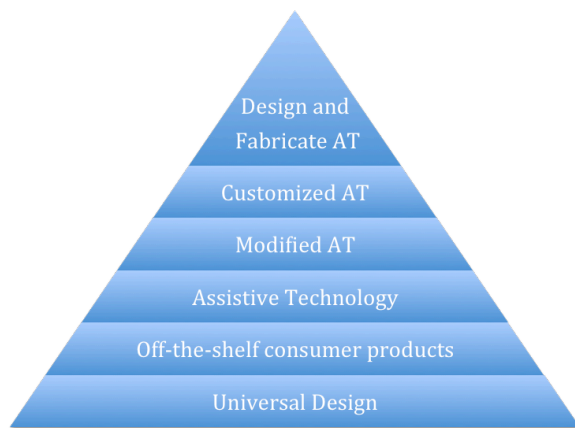 Design and
Fabricate AT
Customized AT
Modified AT
Assistive Technology
Off-the-shelf consumer products
Universal Design